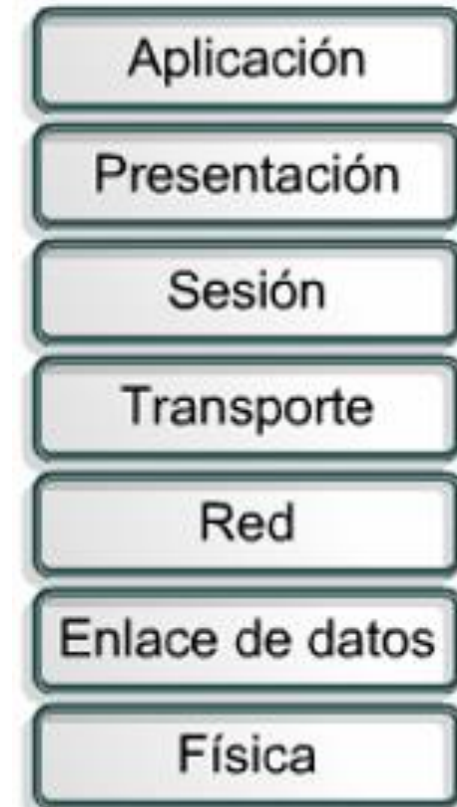 Aplicación
Presentación
Sesión
Transporte
Red
Enlace de datos
Física